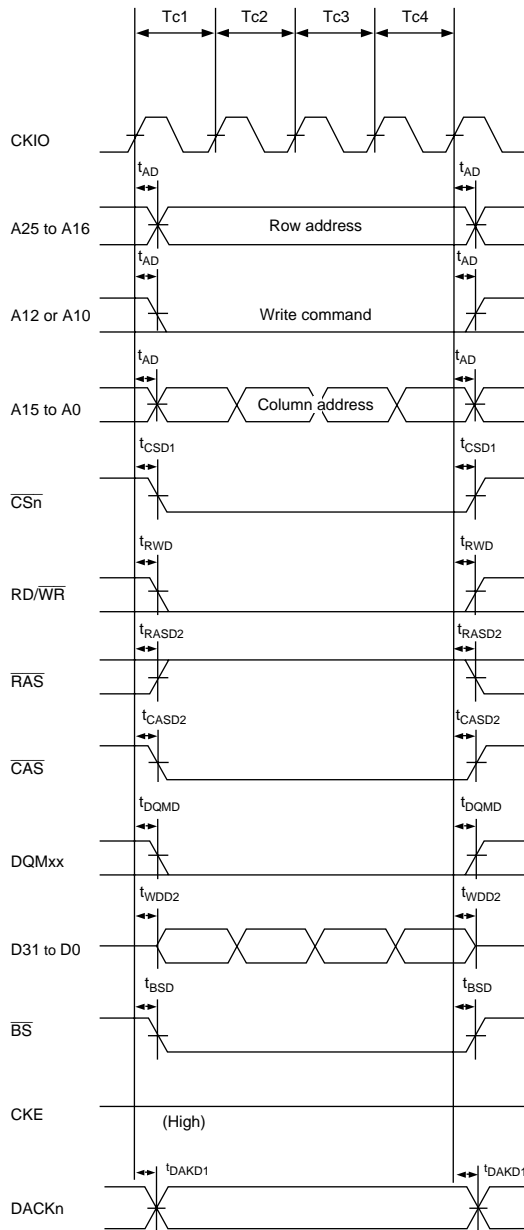 Tc1 Tc2 Tc3 Tc4
CKIO
tAD tAD
A25 to A16 Row address
tAD tAD
A12 or A10 Write command
tAD tAD
A15 to A0 Column address
tCSD1 tCSD1
CSn
tRWD tRWD
RD/WR
tRASD2 tRASD2
RAS
tCASD2 tCASD2
CAS
tDQMD tDQMD
DQMxx
tWDD2 tWDD2
D31 to D0
tBSD tBSD
BS
CKE
(High)
tDAKD1 tDAKD1
DACKn